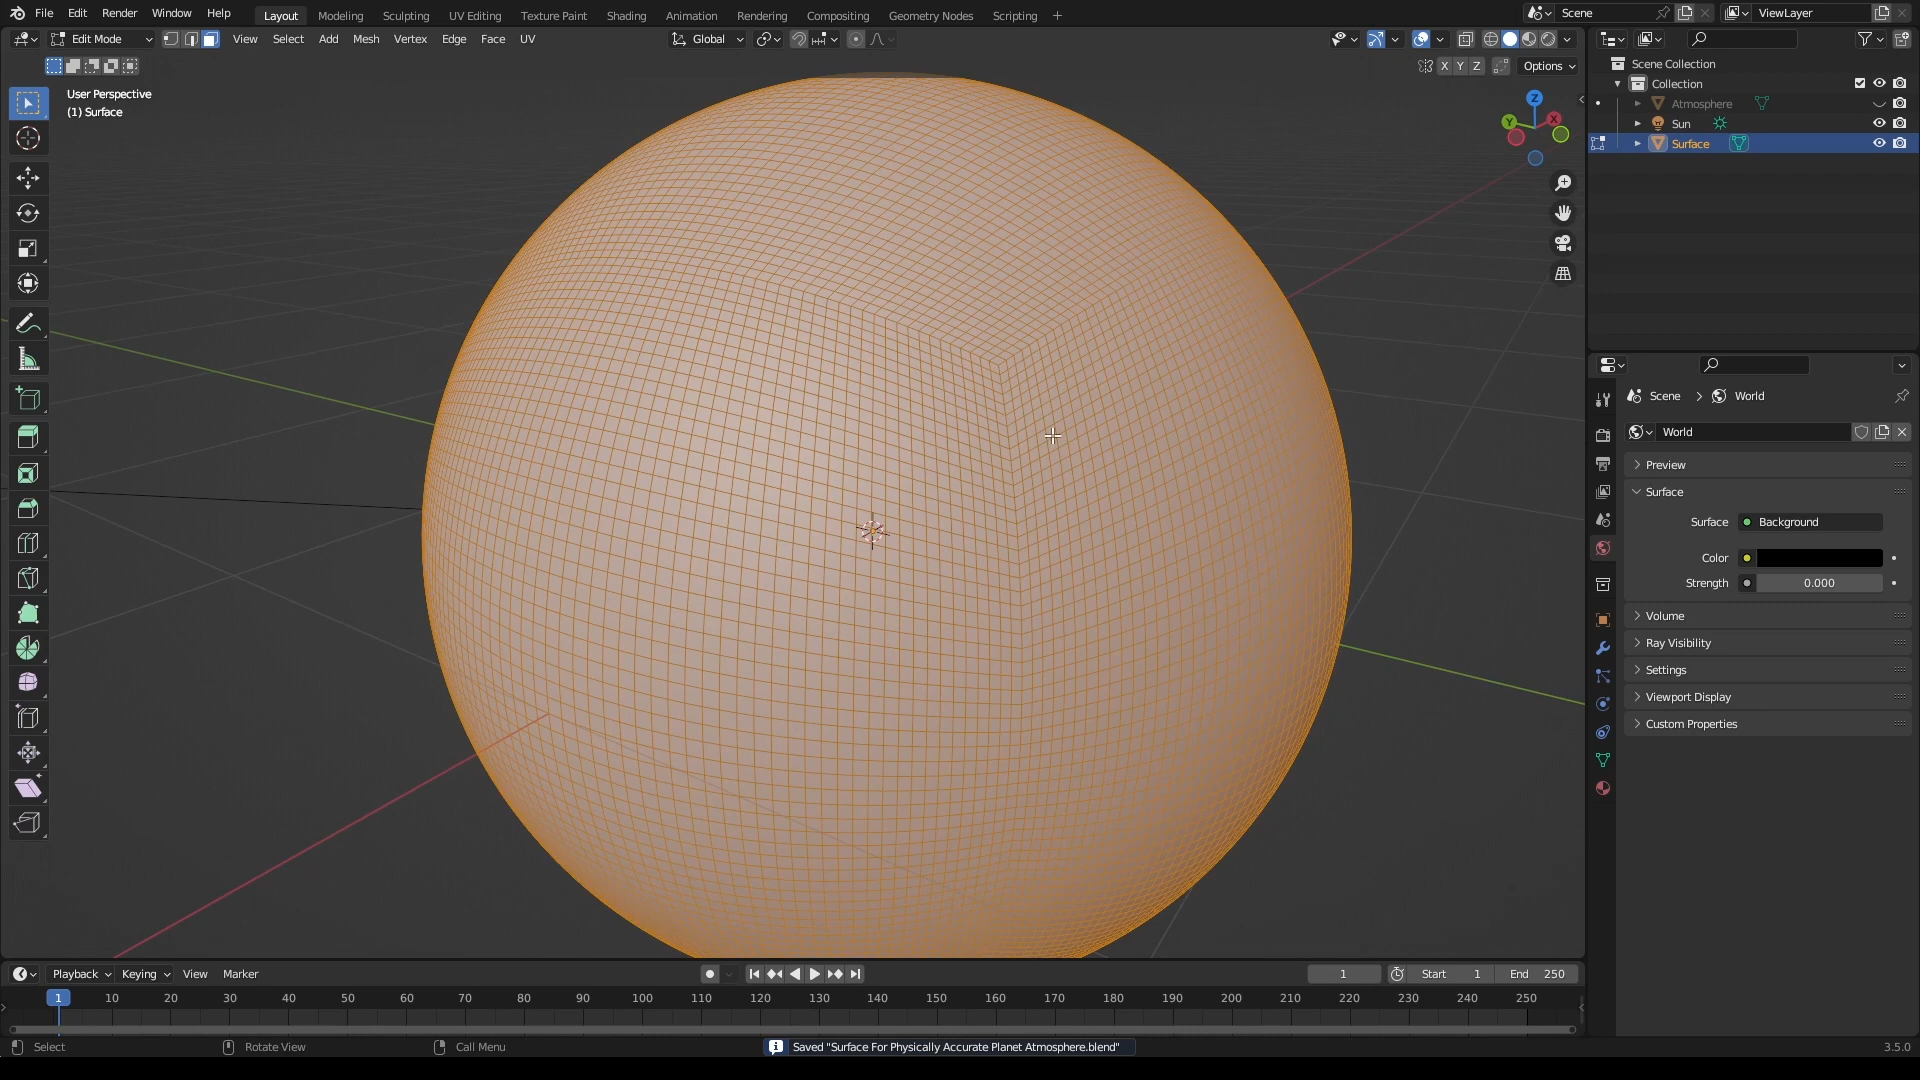 File Edit Render Window Help Layout Modeling Sculpting UV Editing Texture Paint Shading Animation Rendering Compositing Geometry Nodes Scripting Scene ViewLayer
Edit Mode View Select Add Mesh Vertex Edge Face UV Global
X Y Z Options
User Perspective
(1) Surface
Z
Y X
Scene Collection
Collection
Atmosphere
Sun
Surface
Scene World
World
Preview
Surface
Surface Background
Color
Strength 0.000
Volume
Ray Visibility
Settings
Viewport Display
Custom Properties
Playback Keying View Marker 1 Start 1 End 250
1 10 20 30 40 50 60 70 80 90 100 110 120 130 140 150 160 170 180 190 200 210 220 230 240 250
Select Rotate View Call Menu Saved "Surface For Physically Accurate Planet Atmosphere.blend" 3.5.0